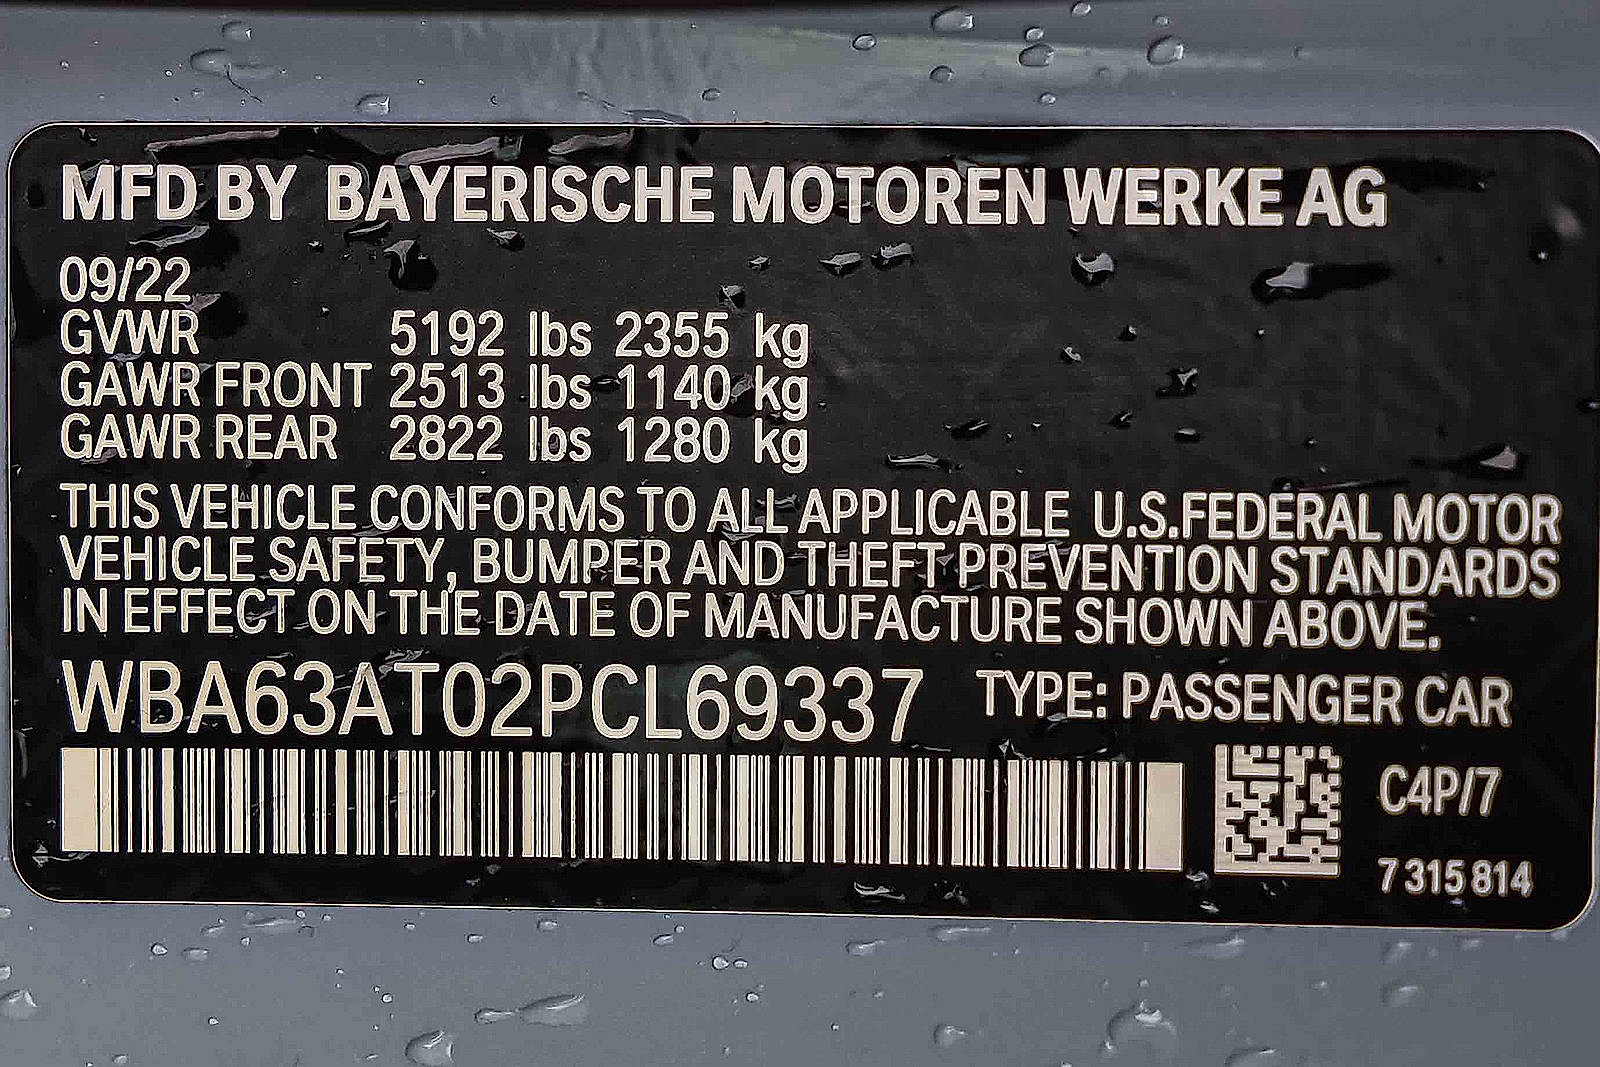 MFD BY BAYERISCHE MOTOREN WERKE AG
09/22
GVWR 5192 lbs 2355 kg
GAWR FRONT 2513 lbs 1140 kg
GAWR REAR 2822 lbs 1280 kg
THIS VEHICLE CONFORMS TO ALL APPLICABLE U.S.FEDERAL MOTOR
VEHICLE SAFETY, BUMPER AND THEFT PREVENTION STANDARDS
IN EFFECT ON THE DATE OF MANUFACTURE SHOWN ABOVE.
WBA63AT02PCL69337 TYPE: PASSENGER CAR
C4P/7
7 315 814